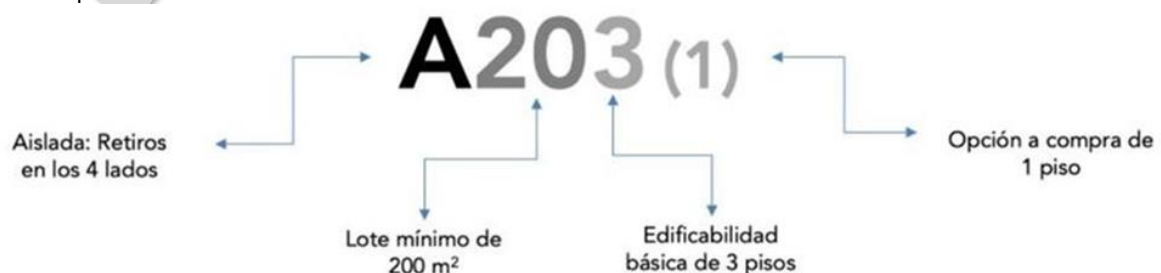 A203 (1)
Aislada: Retiros
en los 4 lados
Opción a compra de
1 piso
Lote mínimo de
200 m²
Edificabilidad
básica de 3 pisos